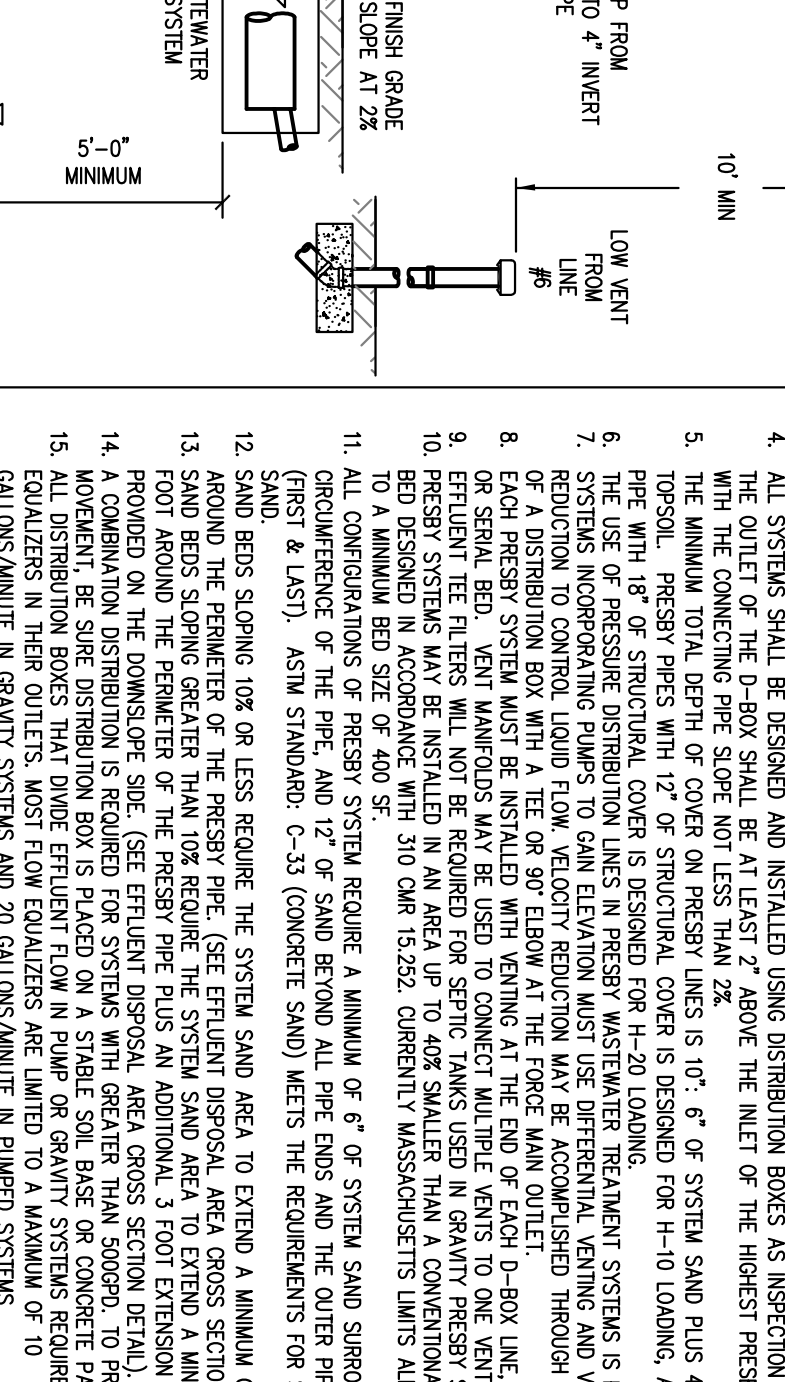 P FROM
TO 4" INVERT
PE
10' MIN
LOW VENT
FROM
LINE
#6
FINISH GRADE
SLOPE AT 2%
TEWATER
SYSTEM
5'-0"
MINIMUM
4. ALL SYSTEMS SHALL BE DESIGNED AND INSTALLED USING DISTRIBUTION BOXES AS INSPECTION
THE OUTLET OF THE D-BOX SHALL BE AT LEAST 2" ABOVE THE INLET OF THE HIGHEST PRESB
WITH THE CONNECTING PIPE SLOPE NOT LESS THAN 2%.
5. THE MINIMUM TOTAL DEPTH OF COVER ON PRESBY LINES IS 10": 6" OF SYSTEM SAND PLUS 4
TOPSOIL. PRESBY PIPES WITH 12" OF STRUCTURAL COVER IS DESIGNED FOR H-10 LOADING, A
PIPE WITH 18" OF STRUCTURAL COVER IS DESIGNED FOR H-20 LOADING.
6. THE USE OF PRESSURE DISTRIBUTION LINES IN PRESBY WASTEWATER TREATMENT SYSTEMS IS
7. SYSTEMS INCORPORATING PUMPS TO GAIN ELEVATION MUST USE DIFFERENTIAL VENTING AND V
REDUCTION TO CONTROL LIQUID FLOW. VELOCITY REDUCTION MAY BE ACCOMPLISHED THROUGH
OF A DISTRIBUTION BOX WITH A TEE OR 90° ELBOW AT THE FORCE MAIN OUTLET.
8. EACH PRESBY SYSTEM MUST BE INSTALLED WITH VENTING AT THE END OF EACH D-BOX LINE,
OR SERIAL BED. VENT MANIFOLDS MAY BE USED TO CONNECT MULTIPLE VENTS TO ONE VENT
9. EFFLUENT TEE FILTERS WILL NOT BE REQUIRED FOR SEPTIC TANKS USED IN GRAVITY PRESBY S
10. PRESBY SYSTEMS MAY BE INSTALLED IN AN AREA UP TO 40% SMALLER THAN A CONVENTIONA
BED DESIGNED IN ACCORDANCE WITH 310 CMR 15.252. CURRENTLY MASSACHUSETTS LIMITS ALL
TO A MINIMUM BED SIZE OF 400 SF.
11. ALL CONFIGURATIONS OF PRESBY SYSTEM REQUIRE A MINIMUM OF 6" OF SYSTEM SAND SURRO
CIRCUMFERENCE OF THE PIPE, AND 12" OF SAND BEYOND ALL PIPE ENDS AND THE OUTER PIP
(FIRST & LAST). ASTM STANDARD: C-33 (CONCRETE SAND) MEETS THE REQUIREMENTS FOR
SAND.
12. SAND BEDS SLOPING 10% OR LESS REQUIRE THE SYSTEM SAND AREA TO EXTEND A MINIMUM
AROUND THE PERIMETER OF THE PRESBY PIPE. (SEE EFFLUENT DISPOSAL AREA CROSS SECTIO
13. SAND BEDS SLOPING GREATER THAN 10% REQUIRE THE SYSTEM SAND AREA TO EXTEND A MIN
FOOT AROUND THE PERIMETER OF THE PRESBY PIPE PLUS AN ADDITIONAL 3 FOOT EXTENSION
PROVIDED ON THE DOWNSLOPE SIDE. (SEE EFFLUENT DISPOSAL AREA CROSS SECTION DETAIL).
14. A COMBINATION DISTRIBUTION IS REQUIRED FOR SYSTEMS WITH GREATER THAN 500GPD. TO PR
MOVEMENT, BE SURE DISTRIBUTION BOX IS PLACED ON A STABLE SOIL BASE OR CONCRETE PA
15. ALL DISTRIBUTION BOXES THAT DIVIDE EFFLUENT FLOW IN PUMP OR GRAVITY SYSTEMS REQUIRE
EQUALIZERS IN THEIR OUTLETS. MOST FLOW EQUALIZERS ARE LIMITED TO A MAXIMUM OF 10
GALLONS/MINUTE IN GRAVITY SYSTEMS AND 20 GALLONS/MINUTE IN PUMPED SYSTEMS